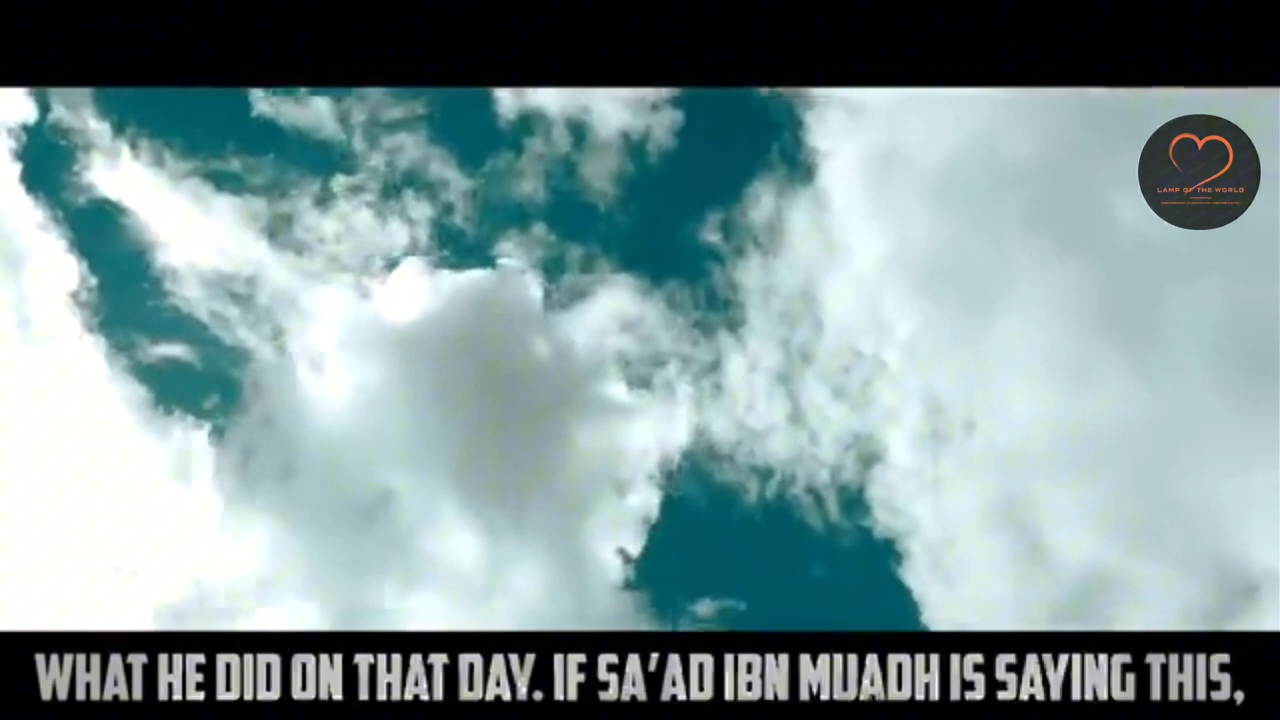 LAMP OF THE WORLD
WHAT HE DID ON THAT DAY. IF SA'AD IBN MUADH IS SAYING THIS,